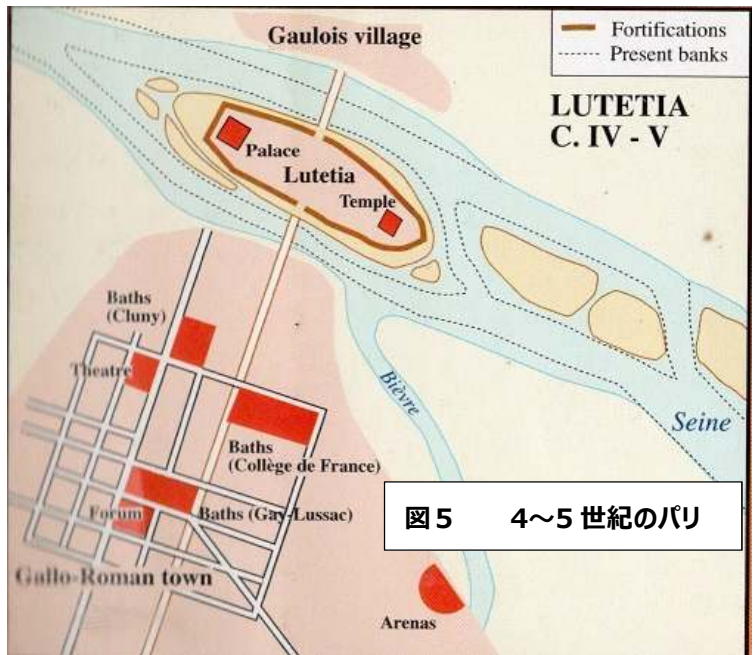 Gaulois village
Fortifications
Present banks
LUTETIA
C. IV - V
Palace
Lutetia
Temple
Baths
(Cluny)
Theatre
Bièvre
Seine
Baths
(Collège de France)
Forum
Baths (Gay-Lussac)
図5 4～5世紀のパリ
Gallo-Roman town
Arenas